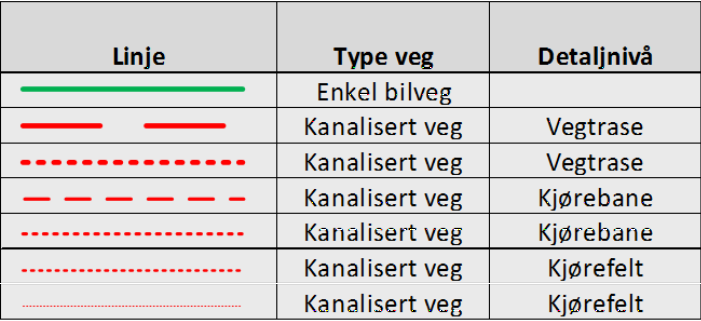 Linje Type veg Detaljnivå
Enkel bilveg
Kanalisert veg Vegtrase
Kanalisert veg Vegtrase
Kanalisert veg Kjørebane
Kanalisert veg Kjørebane
Kanalisert veg Kjørefelt
Kanalisert veg Kjørefelt